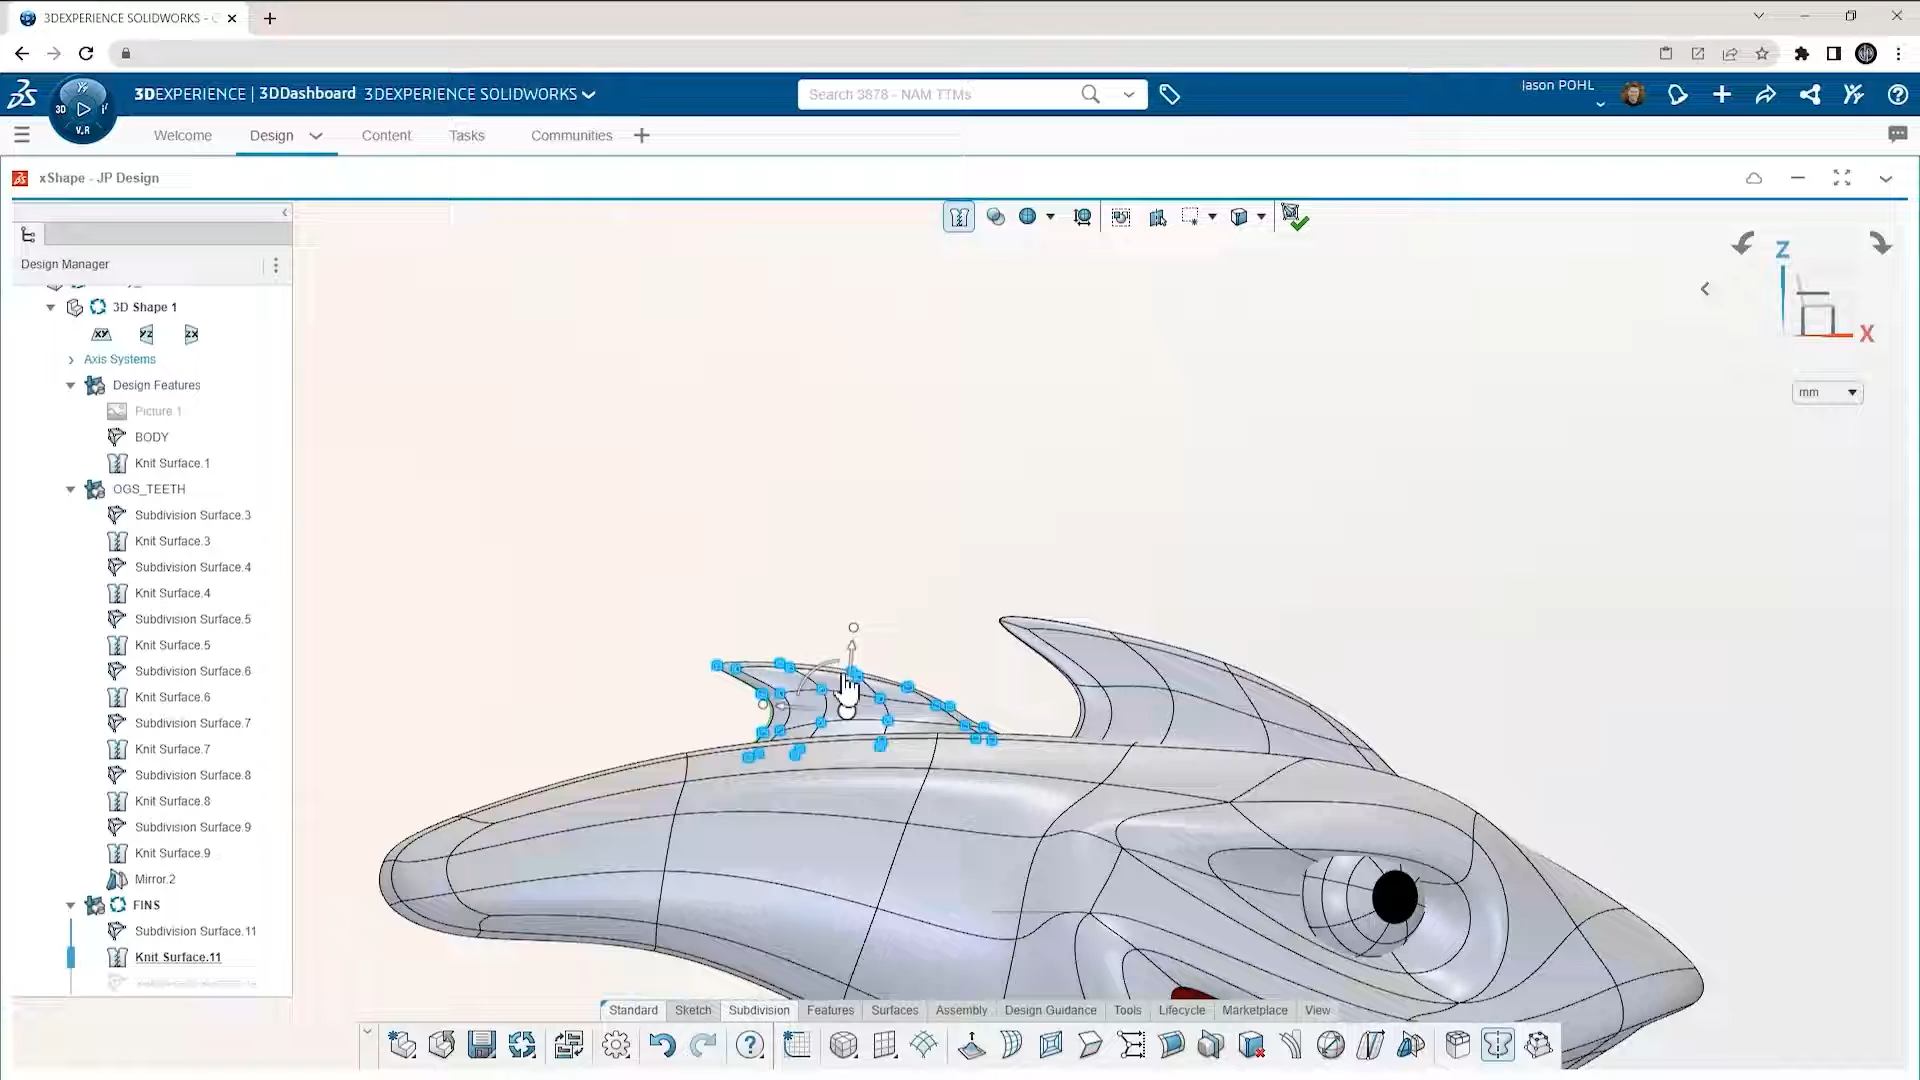 3DEXPERIENCE SOLIDWORKS -
3DEXPERIENCE | 3DDashboard 3DEXPERIENCE SOLIDWORKS
Search 3878 - NAM TTMs
Jason POHL
3D
V.R
Welcome
Design
Content
Tasks
Communities
xShape - JP Design
Design Manager
3D Shape 1
XY
YZ
ZX
Axis Systems
Design Features
Picture 1
BODY
Knit Surface.1
OGS_TEETH
Subdivision Surface.3
Knit Surface.3
Subdivision Surface.4
Knit Surface.4
Subdivision Surface.5
Knit Surface.5
Subdivision Surface.6
Knit Surface.6
Subdivision Surface.7
Knit Surface.7
Subdivision Surface.8
Knit Surface.8
Subdivision Surface.9
Knit Surface.9
Mirror.2
FINS
Subdivision Surface.11
Knit Surface.11
Z
X
mm
Standard
Sketch
Subdivision
Features
Surfaces
Assembly
Design Guidance
Tools
Lifecycle
Marketplace
View